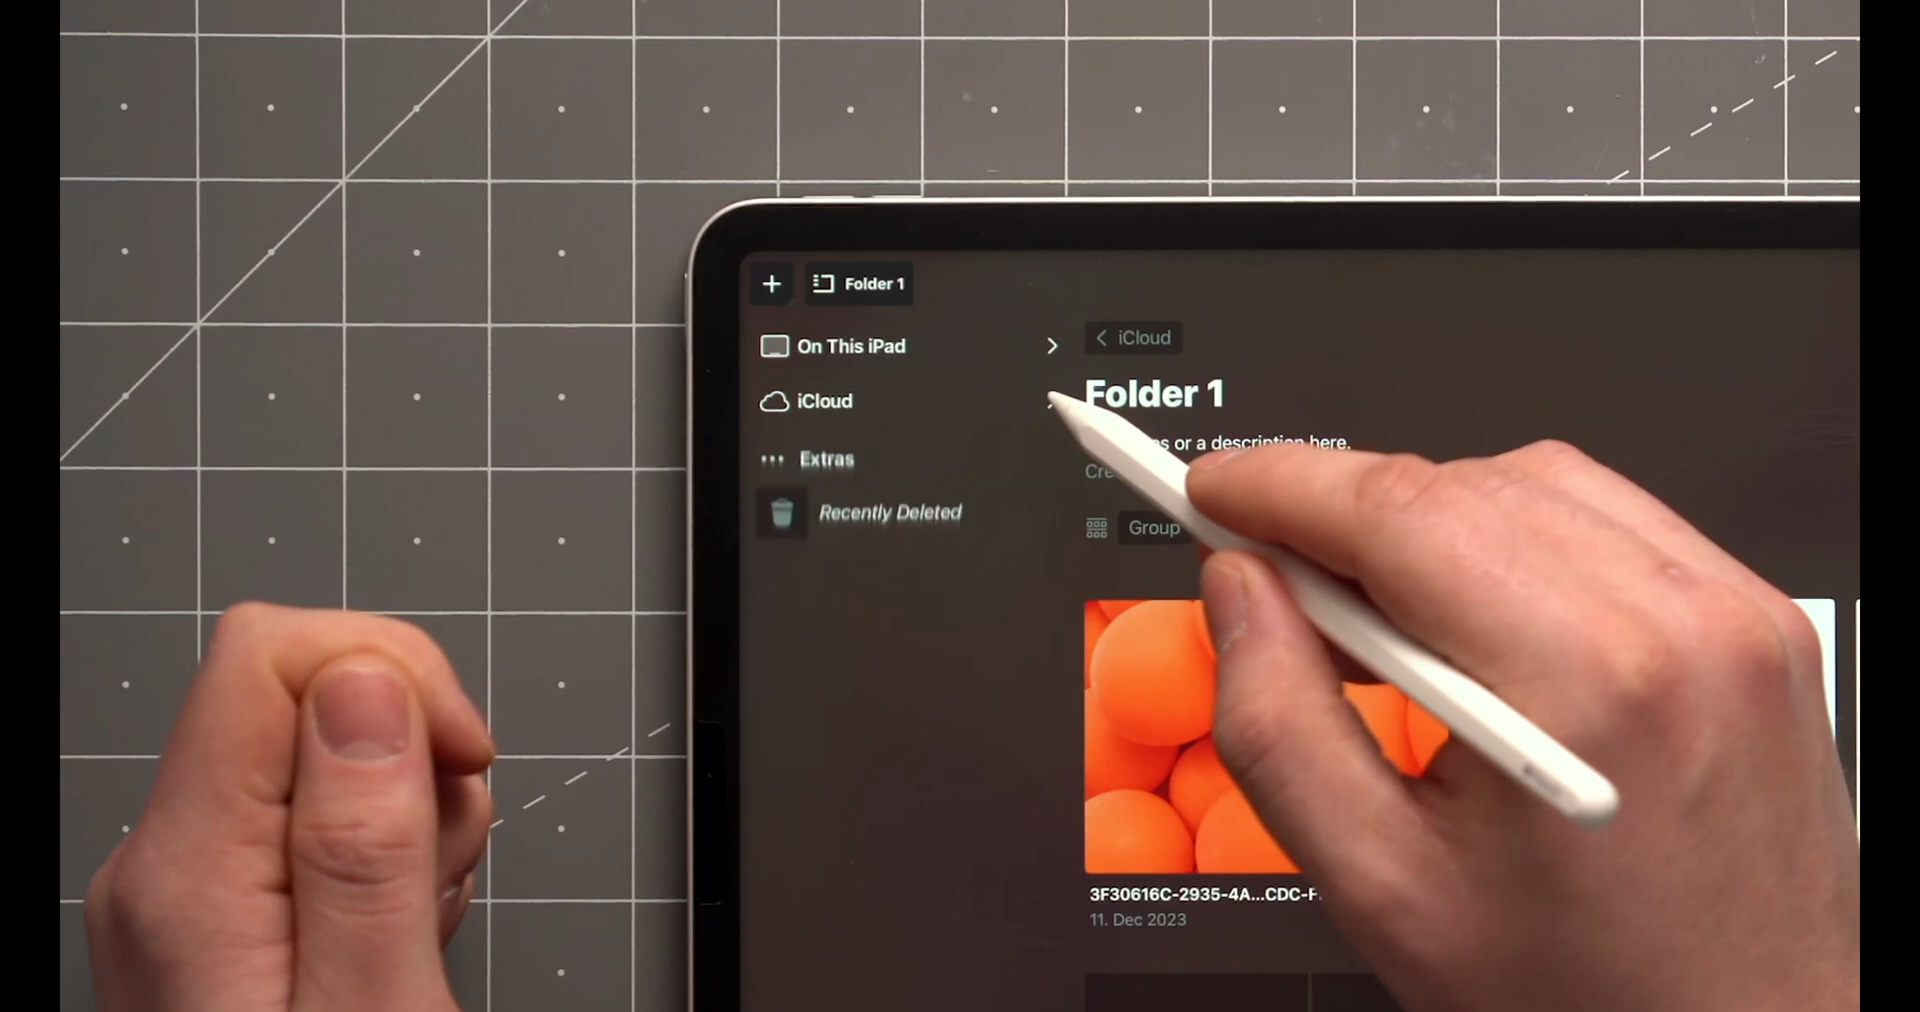 Folder 1
On This iPad
iCloud
Extras
Recently Deleted
iCloud
Folder 1
or a description here.
Group
3F30616C-2935-4A...CDC-F
11. Dec 2023